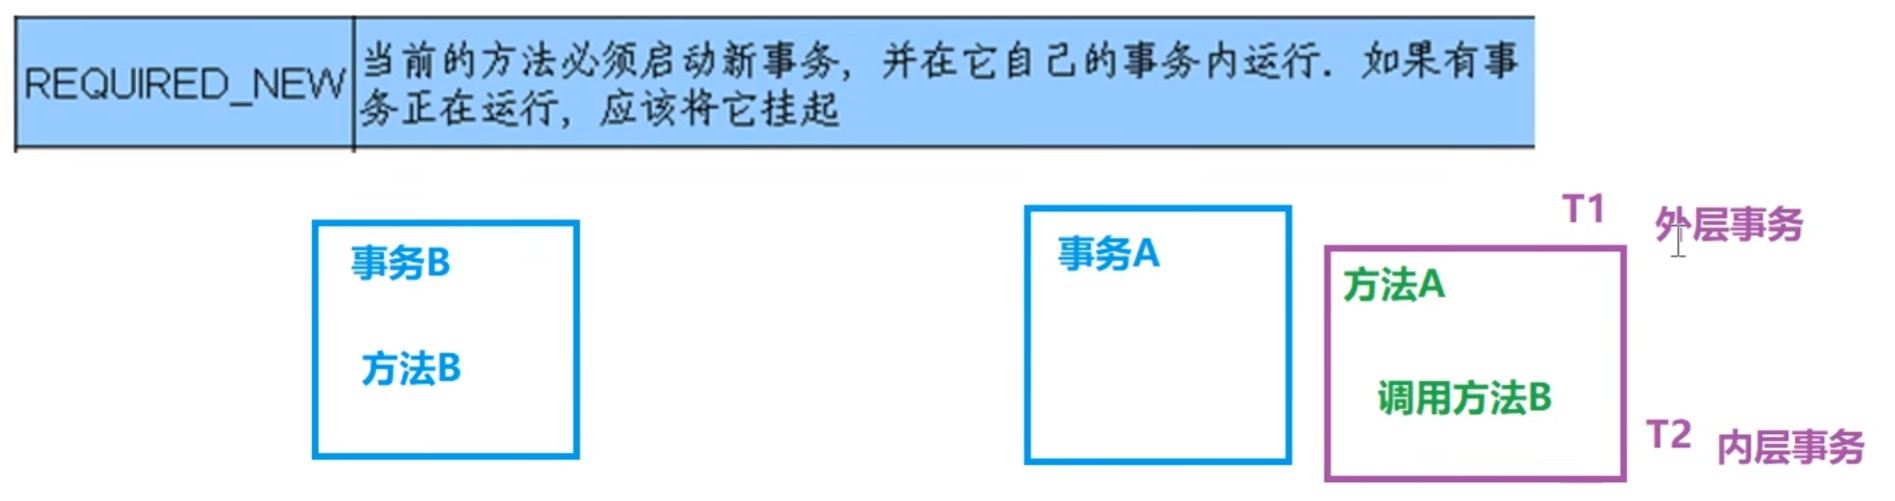 REQUIRED_NEW
当前的方法必须启动新事务，并在它自己的事务内运行．如果有事
务正在运行，应该将它挂起
事务B
方法B
事务A
T1
外层事务
方法A
调用方法B
T2
内层事务